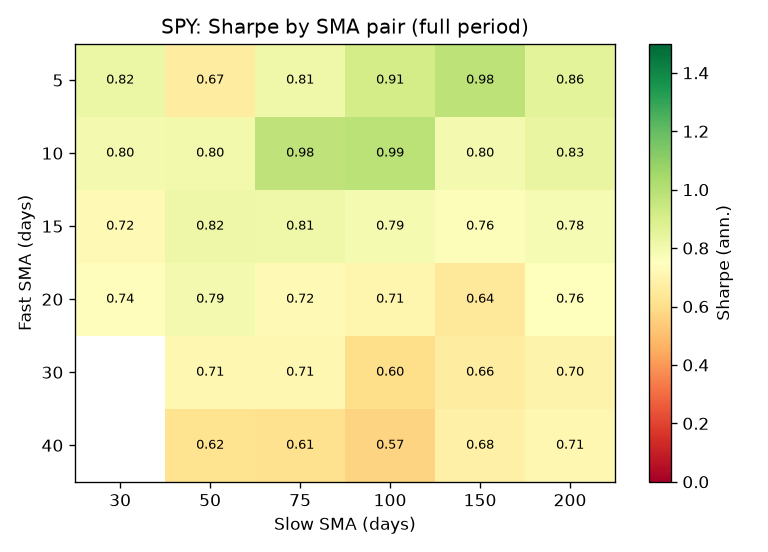 SPY: Sharpe by SMA pair (full period)
5 0.82 0.67 0.81 0.91 0.98 0.86
10 0.80 0.80 0.98 0.99 0.80 0.83
15 0.72 0.82 0.81 0.79 0.76 0.78
20 0.74 0.79 0.72 0.71 0.64 0.76
30 0.71 0.71 0.60 0.66 0.70
40 0.62 0.61 0.57 0.68 0.71
30 50 75 100 150 200
Slow SMA (days)
Fast SMA (days)
1.4
1.2
1.0
0.8
0.6
0.4
0.2
0.0
Sharpe (ann.)